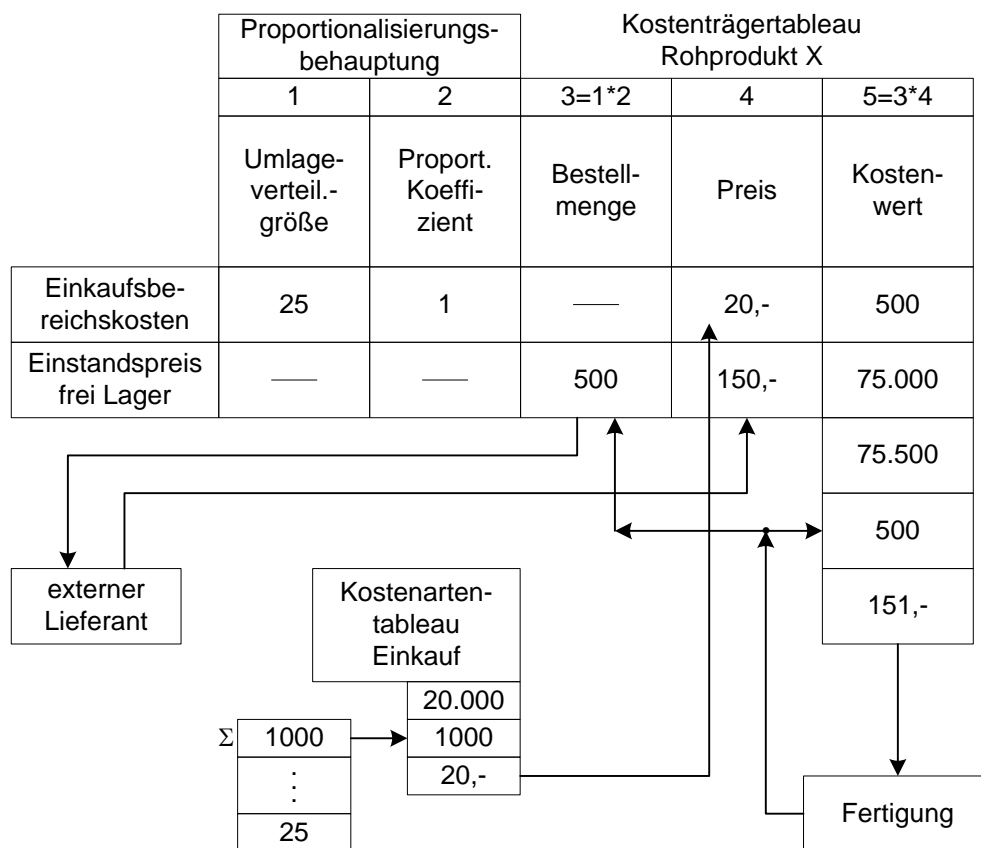 Proportionalisierungs-
behauptung
Kostenträgertableau
Rohprodukt X
1 2 3=1*2 4 5=3*4
Umlage-
verteil.-
größe
Proport.
Koeffi-
zient
Bestell-
menge
Preis
Kosten-
wert
Einkaufsbe-
reichskosten
25 1 — 20,- 500
Einstandspreis
frei Lager
— — 500 150,- 75.000
75.500
500
151,-
externer
Lieferant
Kostenarten-
tableau
Einkauf
20.000
Σ 1000 1000
⋮ 20,-
25
Fertigung